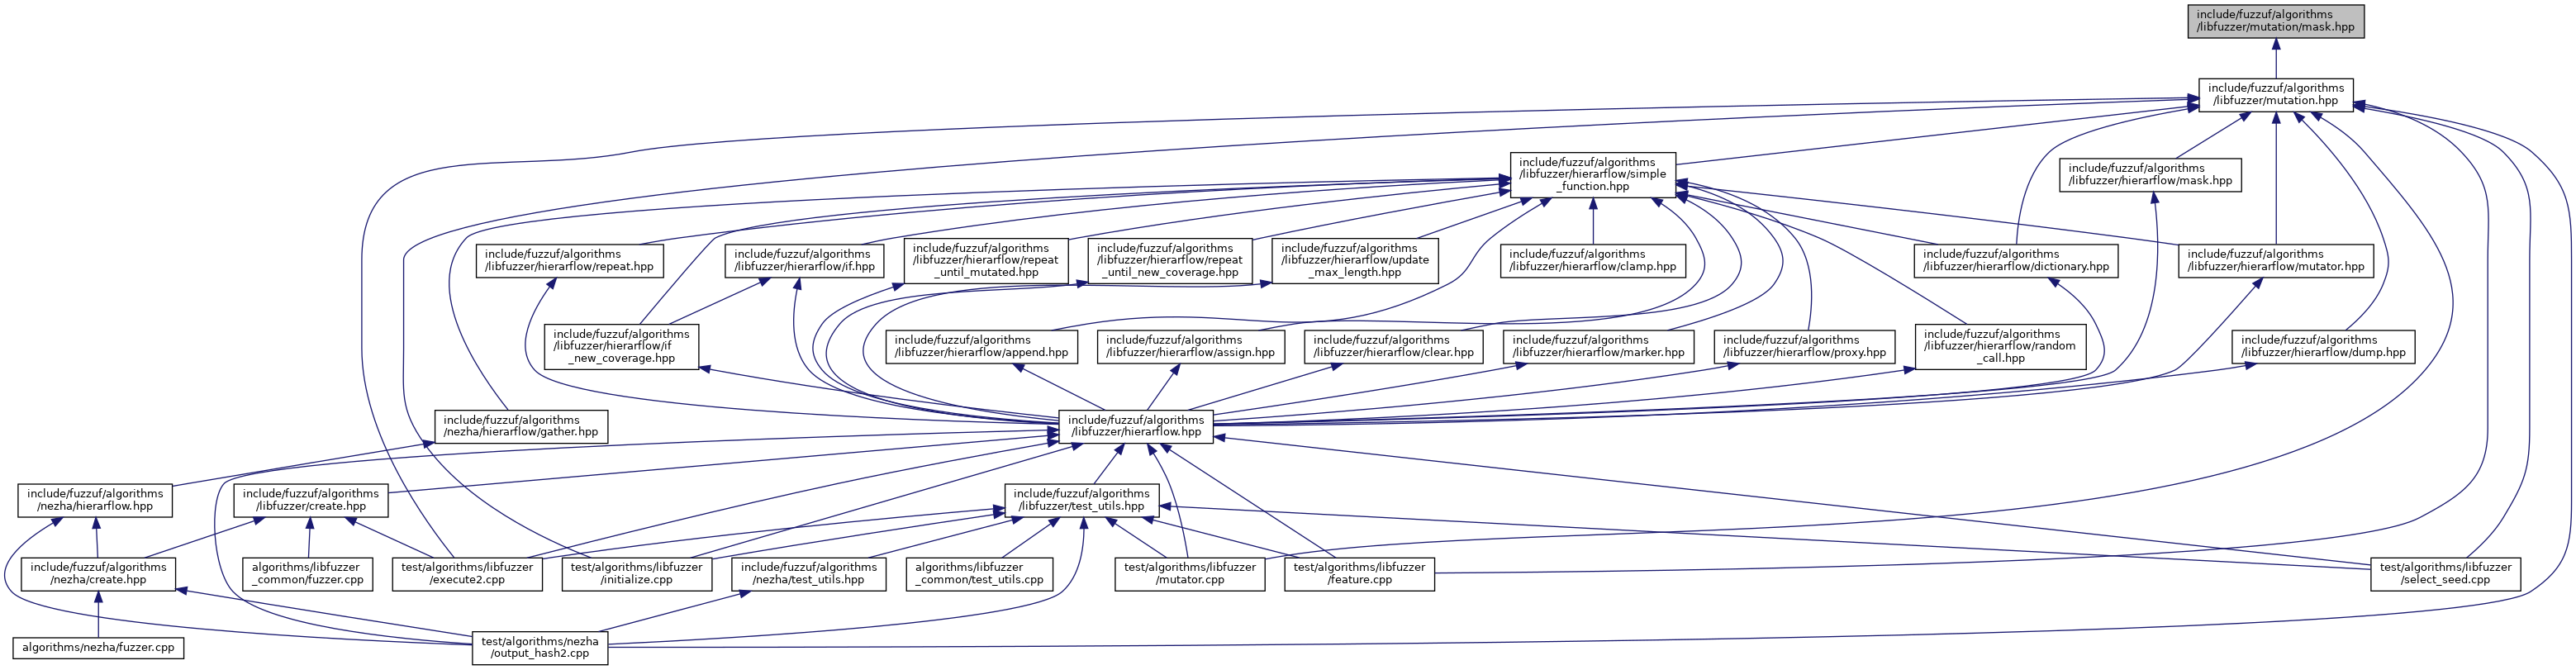 include/fuzzuf/algorithms
/libfuzzer/mutation/mask.hpp
include/fuzzuf/algorithms
/libfuzzer/mutation.hpp
include/fuzzuf/algorithms
/libfuzzer/hierarflow/simple
_function.hpp
include/fuzzuf/algorithms
/libfuzzer/hierarflow/mask.hpp
include/fuzzuf/algorithms
/libfuzzer/hierarflow/repeat.hpp
include/fuzzuf/algorithms
/libfuzzer/hierarflow/if.hpp
include/fuzzuf/algorithms
/libfuzzer/hierarflow/repeat
_until_mutated.hpp
include/fuzzuf/algorithms
/libfuzzer/hierarflow/repeat
_until_new_coverage.hpp
include/fuzzuf/algorithms
/libfuzzer/hierarflow/update
_max_length.hpp
include/fuzzuf/algorithms
/libfuzzer/hierarflow/clamp.hpp
include/fuzzuf/algorithms
/libfuzzer/hierarflow/dictionary.hpp
include/fuzzuf/algorithms
/libfuzzer/hierarflow/mutator.hpp
include/fuzzuf/algorithms
/libfuzzer/hierarflow/if
_new_coverage.hpp
include/fuzzuf/algorithms
/libfuzzer/hierarflow/append.hpp
include/fuzzuf/algorithms
/libfuzzer/hierarflow/assign.hpp
include/fuzzuf/algorithms
/libfuzzer/hierarflow/clear.hpp
include/fuzzuf/algorithms
/libfuzzer/hierarflow/marker.hpp
include/fuzzuf/algorithms
/libfuzzer/hierarflow/proxy.hpp
include/fuzzuf/algorithms
/libfuzzer/hierarflow/random
_call.hpp
include/fuzzuf/algorithms
/libfuzzer/hierarflow/dump.hpp
include/fuzzuf/algorithms
/nezha/hierarflow/gather.hpp
include/fuzzuf/algorithms
/libfuzzer/hierarflow.hpp
include/fuzzuf/algorithms
/nezha/hierarflow.hpp
include/fuzzuf/algorithms
/libfuzzer/create.hpp
include/fuzzuf/algorithms
/libfuzzer/test_utils.hpp
include/fuzzuf/algorithms
/nezha/create.hpp
algorithms/libfuzzer
_common/fuzzer.cpp
test/algorithms/libfuzzer
/execute2.cpp
test/algorithms/libfuzzer
/initialize.cpp
include/fuzzuf/algorithms
/nezha/test_utils.hpp
algorithms/libfuzzer
_common/test_utils.cpp
test/algorithms/libfuzzer
/mutator.cpp
test/algorithms/libfuzzer
/feature.cpp
test/algorithms/libfuzzer
/select_seed.cpp
algorithms/nezha/fuzzer.cpp
test/algorithms/nezha
/output_hash2.cpp